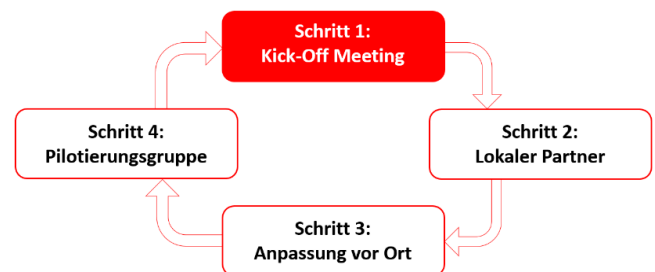 Schritt 1:
Kick-Off Meeting
Schritt 2:
Lokaler Partner
Schritt 3:
Anpassung vor Ort
Schritt 4:
Pilotierungsgruppe